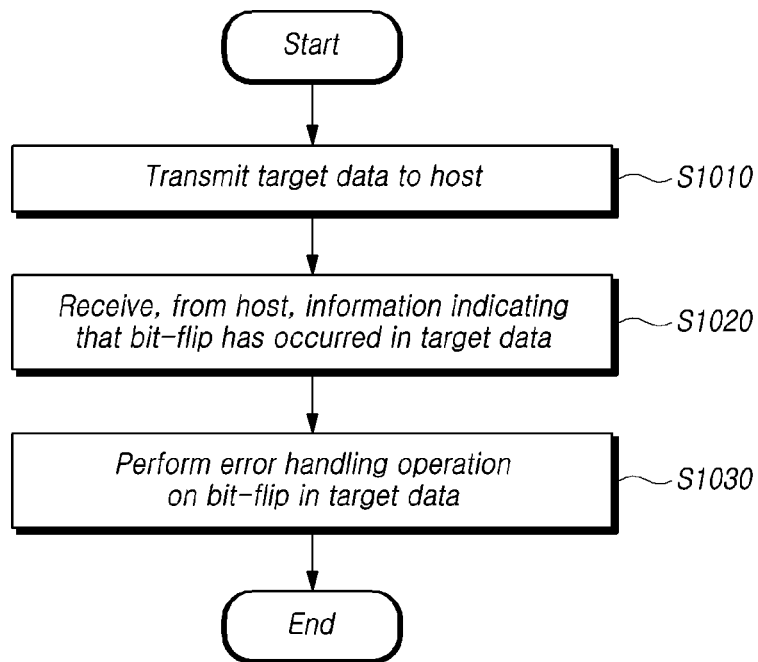 Start
Transmit target data to host
S1010
Receive, from host, information indicating
that bit-flip has occurred in target data
S1020
Perform error handling operation
on bit-flip in target data
S1030
End